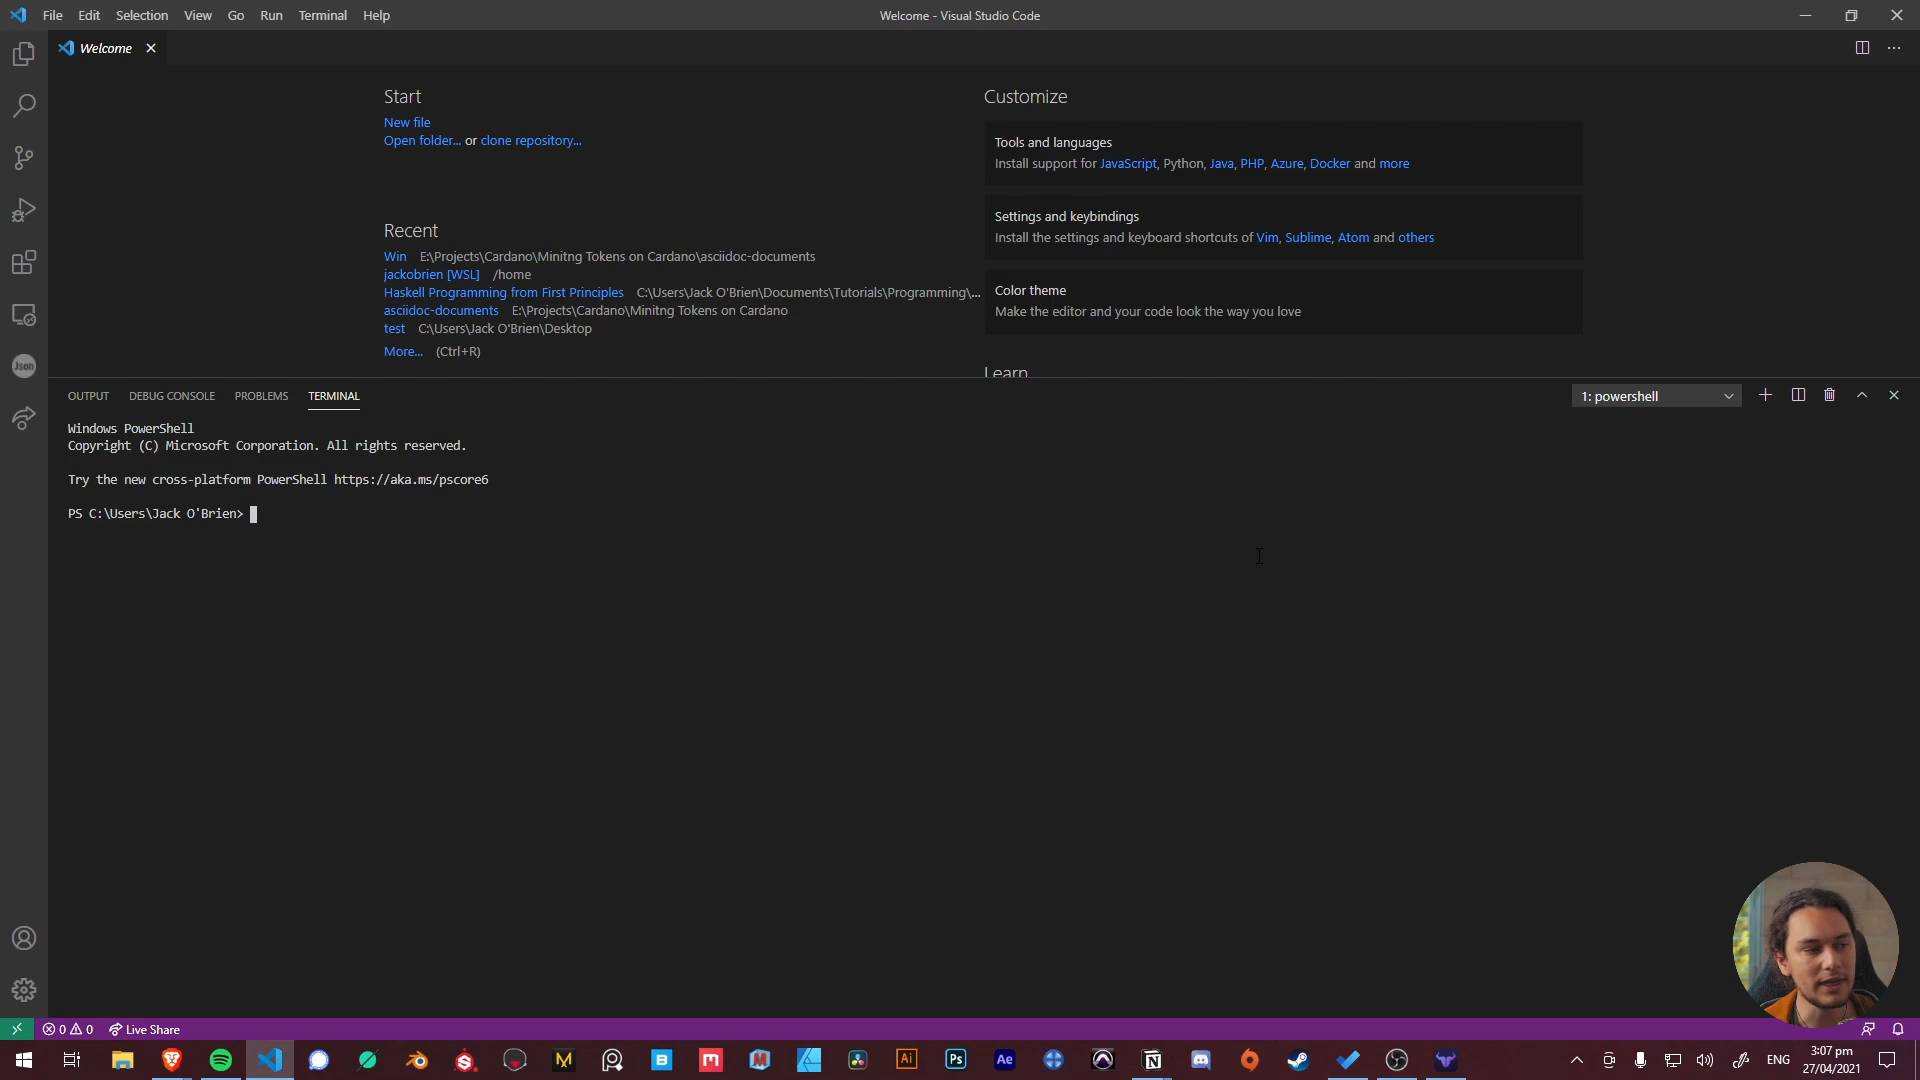 File Edit Selection View Go Run Terminal Help
Welcome - Visual Studio Code
Welcome
Start
New file
Open folder... or clone repository...
Recent
Win E:\Projects\Cardano\Minitng Tokens on Cardano\asciidoc-documents
jackobrien [WSL] /home
Haskell Programming from First Principles C:\Users\Jack O'Brien\Documents\Tutorials\Programming\...
asciidoc-documents E:\Projects\Cardano\Minitng Tokens on Cardano
test C:\Users\Jack O'Brien\Desktop
More... (Ctrl+R)
Customize
Tools and languages
Install support for JavaScript, Python, Java, PHP, Azure, Docker and more
Settings and keybindings
Install the settings and keyboard shortcuts of Vim, Sublime, Atom and others
Color theme
Make the editor and your code look the way you love
Learn
Json
OUTPUT DEBUG CONSOLE PROBLEMS TERMINAL
1: powershell
Windows PowerShell
Copyright (C) Microsoft Corporation. All rights reserved.
Try the new cross-platform PowerShell https://aka.ms/pscore6
PS C:\Users\Jack O'Brien>
0 0 Live Share
Ai Ps Ae
ENG
3:07 pm
27/04/2021